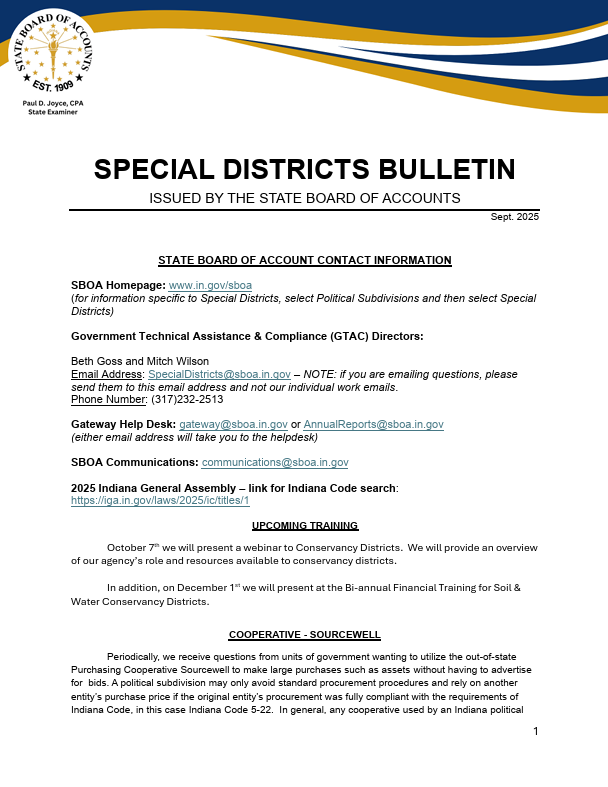 STATE BOARD OF ACCOUNTS
★ EST. 1909 ★
Paul D. Joyce, CPA
State Examiner
SPECIAL DISTRICTS BULLETIN
ISSUED BY THE STATE BOARD OF ACCOUNTS
Sept. 2025
STATE BOARD OF ACCOUNT CONTACT INFORMATION
SBOA Homepage: www.in.gov/sboa
(for information specific to Special Districts, select Political Subdivisions and then select Special
Districts)
Government Technical Assistance & Compliance (GTAC) Directors:
Beth Goss and Mitch Wilson
Email Address: SpecialDistricts@sboa.in.gov – NOTE: if you are emailing questions, please
send them to this email address and not our individual work emails.
Phone Number: (317)232-2513
Gateway Help Desk: gateway@sboa.in.gov or AnnualReports@sboa.in.gov
(either email address will take you to the helpdesk)
SBOA Communications: communications@sboa.in.gov
2025 Indiana General Assembly – link for Indiana Code search:
https://iga.in.gov/laws/2025/ic/titles/1
UPCOMING TRAINING
October 7th we will present a webinar to Conservancy Districts. We will provide an overview
of our agency's role and resources available to conservancy districts.
In addition, on December 1st we will present at the Bi-annual Financial Training for Soil &
Water Conservancy Districts.
COOPERATIVE - SOURCEWELL
Periodically, we receive questions from units of government wanting to utilize the out-of-state
Purchasing Cooperative Sourcewell to make large purchases such as assets without having to advertise
for bids. A political subdivision may only avoid standard procurement procedures and rely on another
entity's purchase price if the original entity's procurement was fully compliant with the requirements of
Indiana Code, in this case Indiana Code 5-22. In general, any cooperative used by an Indiana political
1